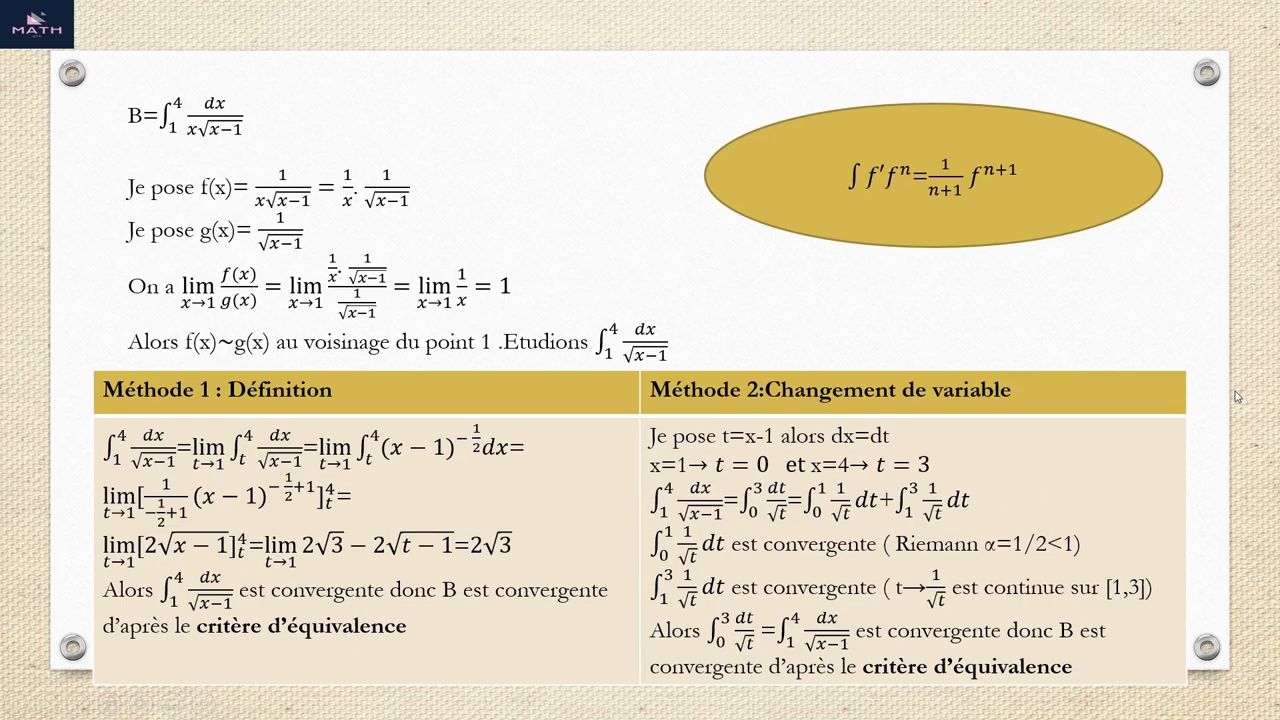 MATH
B=∫₁⁴ dx/(x√(x−1))
∫ f′fⁿ=1/(n+1) fⁿ⁺¹
Je pose f(x)= 1/(x√(x−1)) = 1/x . 1/√(x−1)
Je pose g(x)= 1/√(x−1)
On a lim x→1 f(x)/g(x) = lim x→1 (1/x . 1/√(x−1))/(1/√(x−1)) = lim x→1 1/x = 1
Alors f(x)~g(x) au voisinage du point 1 .Etudions ∫₁⁴ dx/√(x−1)
Méthode 1 : Définition
∫₁⁴ dx/√(x−1)=lim t→1 ∫ₜ⁴ dx/√(x−1)=lim t→1 ∫ₜ⁴(x − 1)^(−1/2)dx=
lim t→1[1/(−1/2+1) (x − 1)^(−1/2+1)]ₜ⁴=
lim t→1[2√(x − 1)]ₜ⁴=lim t→1 2√3 − 2√(t − 1)=2√3
Alors ∫₁⁴ dx/√(x−1) est convergente donc B est convergente
d’après le critère d’équivalence
Méthode 2:Changement de variable
Je pose t=x-1 alors dx=dt
x=1→ t = 0 et x=4→ t = 3
∫₁⁴ dx/√(x−1)=∫₀³ dt/√t=∫₀¹ 1/√t dt+∫₁³ 1/√t dt
∫₀¹ 1/√t dt est convergente ( Riemann α=1/2<1)
∫₁³ 1/√t dt est convergente ( t→1/√t est continue sur [1,3])
Alors ∫₀³ dt/√t =∫₁⁴ dx/√(x−1) est convergente donc B est
convergente d’après le critère d’équivalence